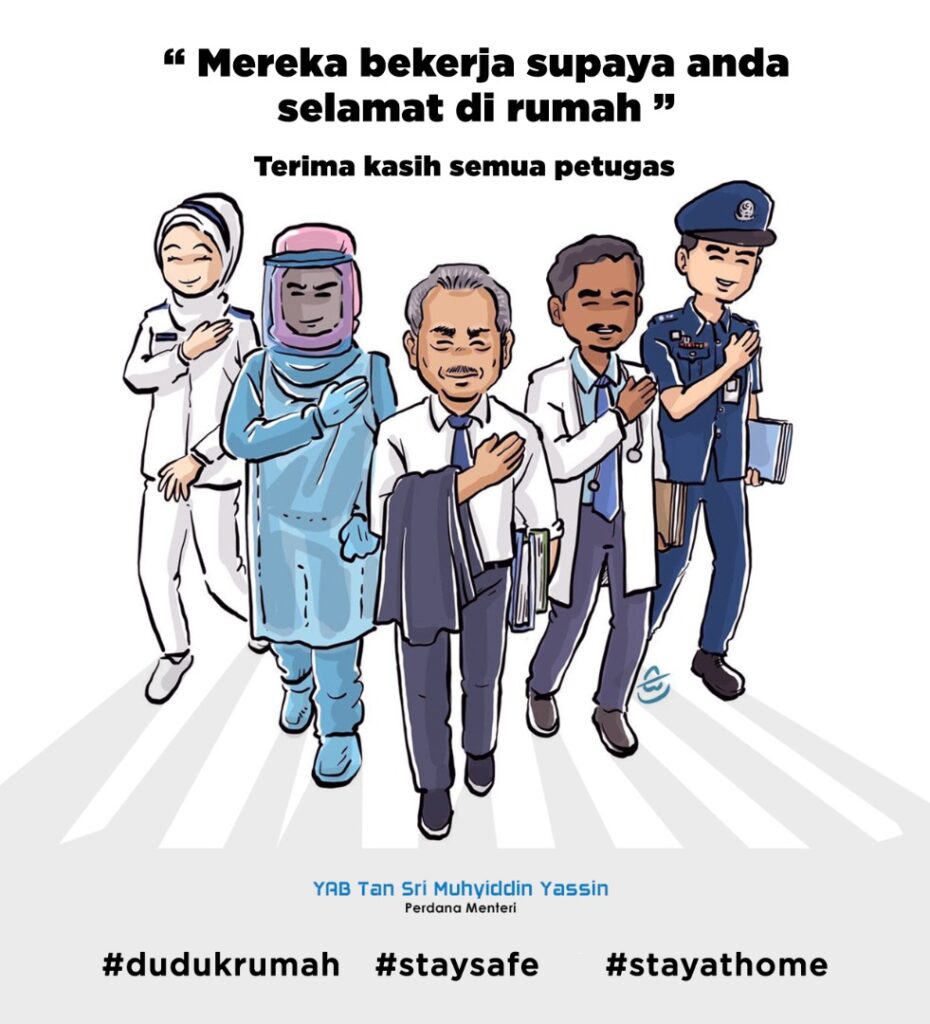 “ Mereka bekerja supaya anda
selamat di rumah ”
Terima kasih semua petugas
YAB Tan Sri Muhyiddin Yassin
Perdana Menteri
#dudukrumah #staysafe #stayathome